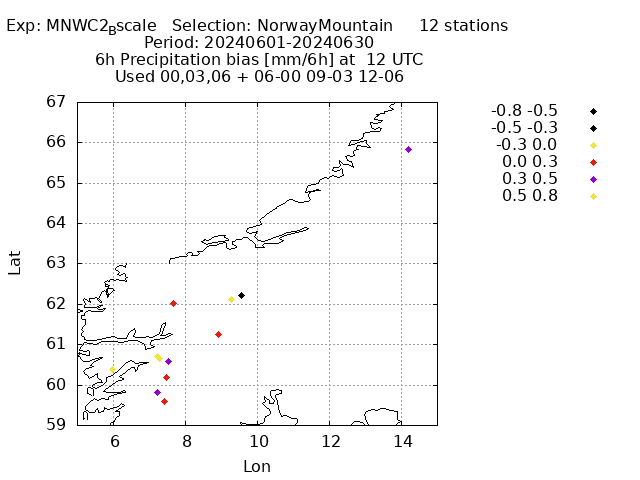 Exp: MNWC2Bscale   Selection: NorwayMountain     12 stations
Period: 20240601-20240630
6h Precipitation bias [mm/6h] at  12 UTC
Used 00,03,06 + 06-00 09-03 12-06
67
66
65
64
63
62
61
60
59
Lat
6 8 10 12 14
Lon
-0.8 -0.5
-0.5 -0.3
-0.3 0.0
0.0 0.3
0.3 0.5
0.5 0.8